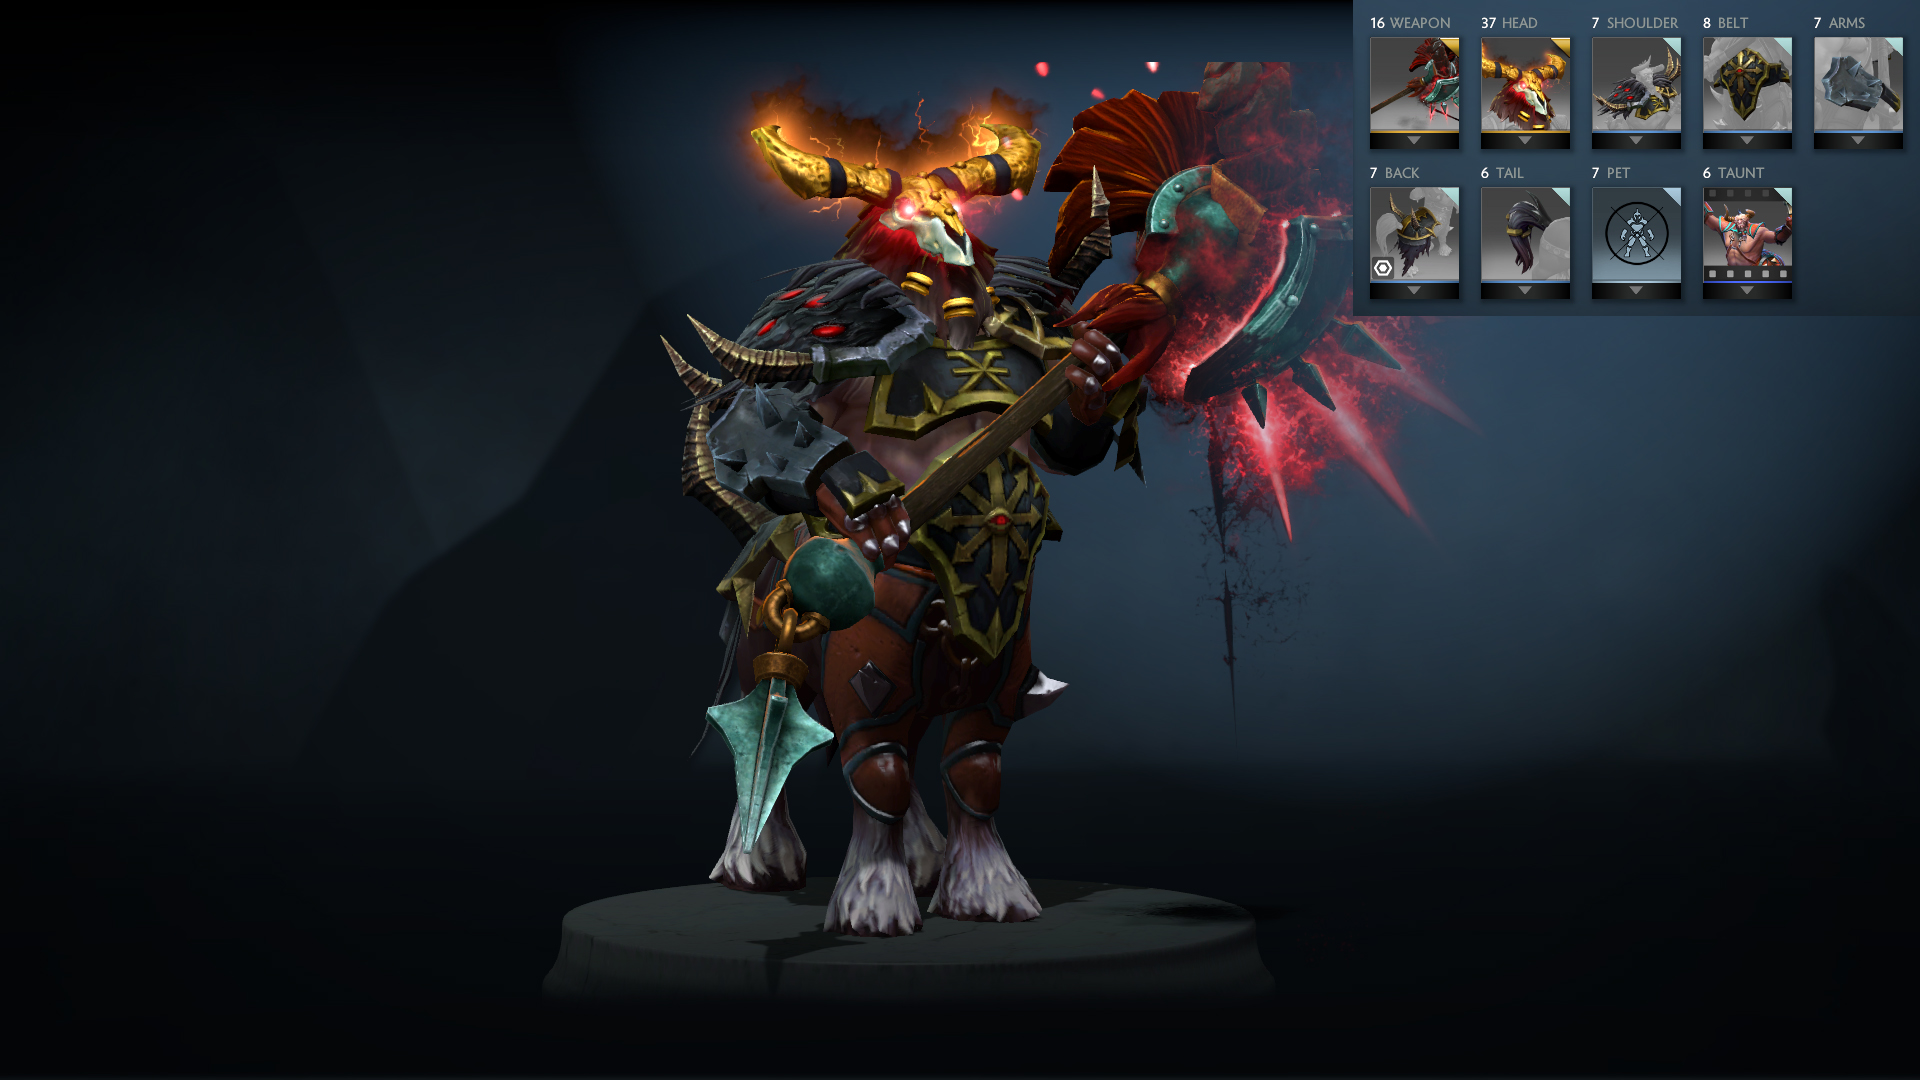 16 WEAPON
37 HEAD
7 SHOULDER
8 BELT
7 ARMS
7 BACK
6 TAIL
7 PET
6 TAUNT